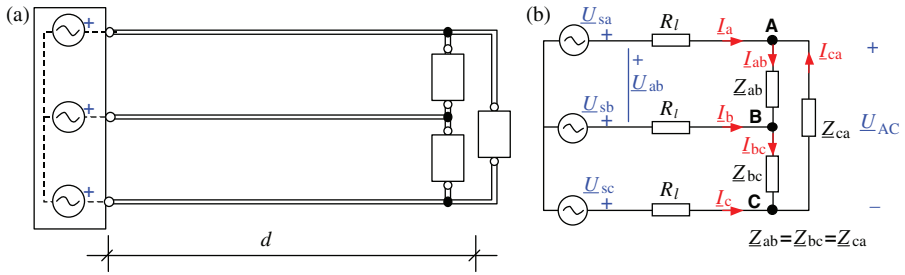 (a)
+
+
+
d
(b)
U_sa
+
R_l
I_a
A
I_ca
+
I_ab
+
U_ab
Z_ab
U_sb
+
R_l
I_b
B
I_bc
Z_ca
U_AC
Z_bc
U_sc
+
R_l
I_c
C
−
Z_ab=Z_bc=Z_ca